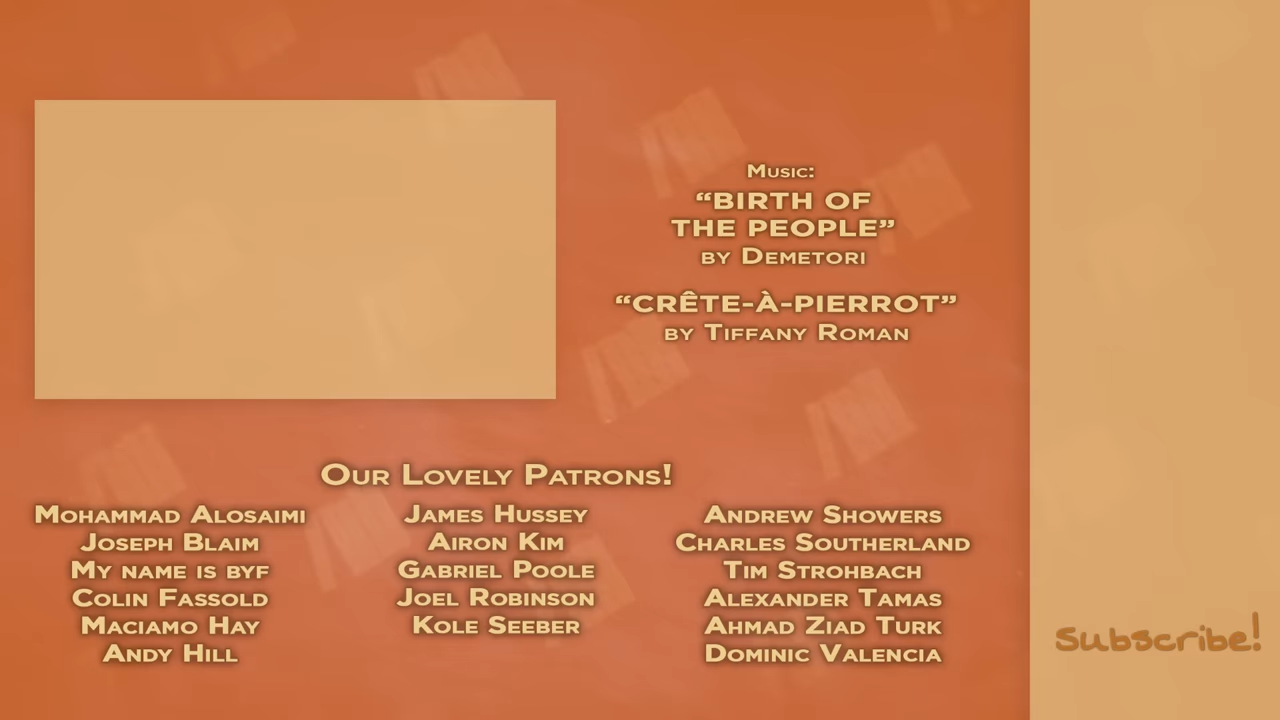 Music:
“BIRTH OF
THE PEOPLE”
by Demetori
“CRÊTE-À-PIERROT”
by Tiffany Roman
Our Lovely Patrons!
Mohammad Alosaimi
Joseph Blaim
My name is byf
Colin Fassold
Maciamo Hay
Andy Hill
James Hussey
Airon Kim
Gabriel Poole
Joel Robinson
Kole Seeber
Andrew Showers
Charles Southerland
Tim Strohbach
Alexander Tamas
Ahmad Ziad Turk
Dominic Valencia
Subscribe!